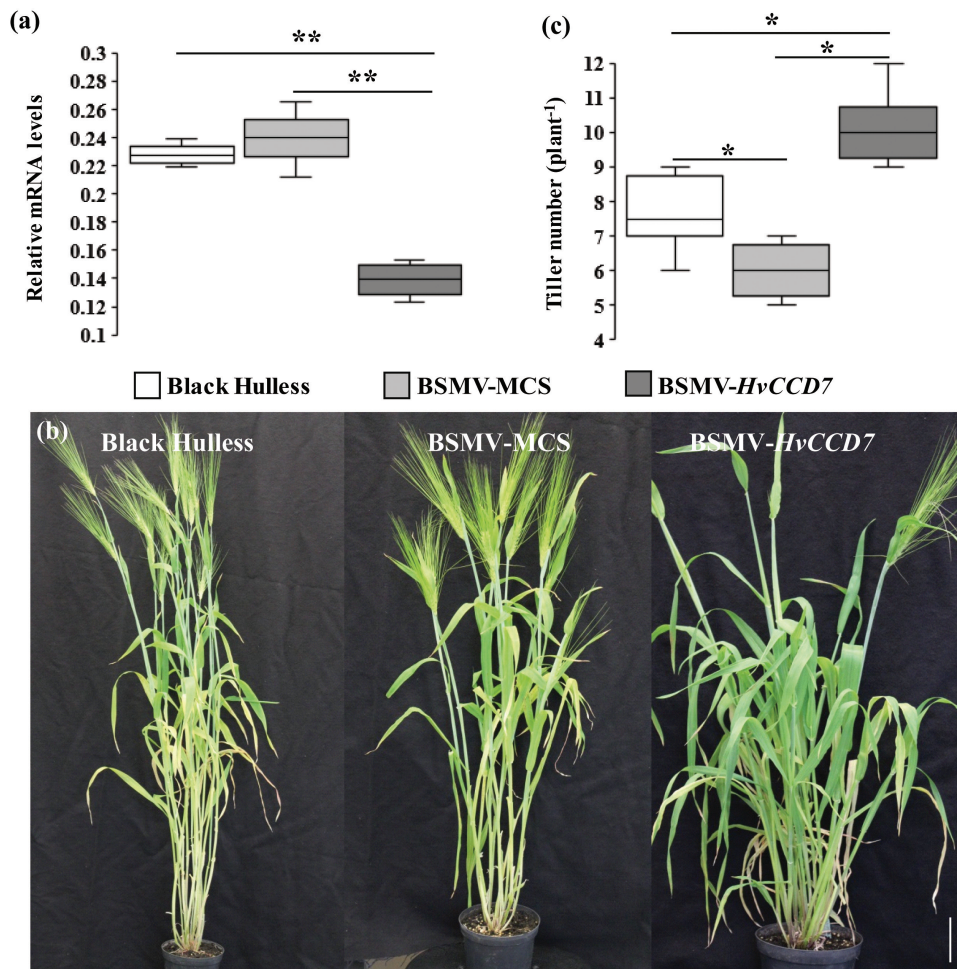 (a)
** 
**
0.3
0.28
0.26
0.24
0.22
0.2
0.18
0.16
0.14
0.12
0.1
Relative mRNA levels
(c)
*
*
*
12
11
10
9
8
7
6
5
4
Tiller number (plant⁻¹)
Black Hulless
BSMV-MCS
BSMV-HvCCD7
(b)
Black Hulless
BSMV-MCS
BSMV-HvCCD7